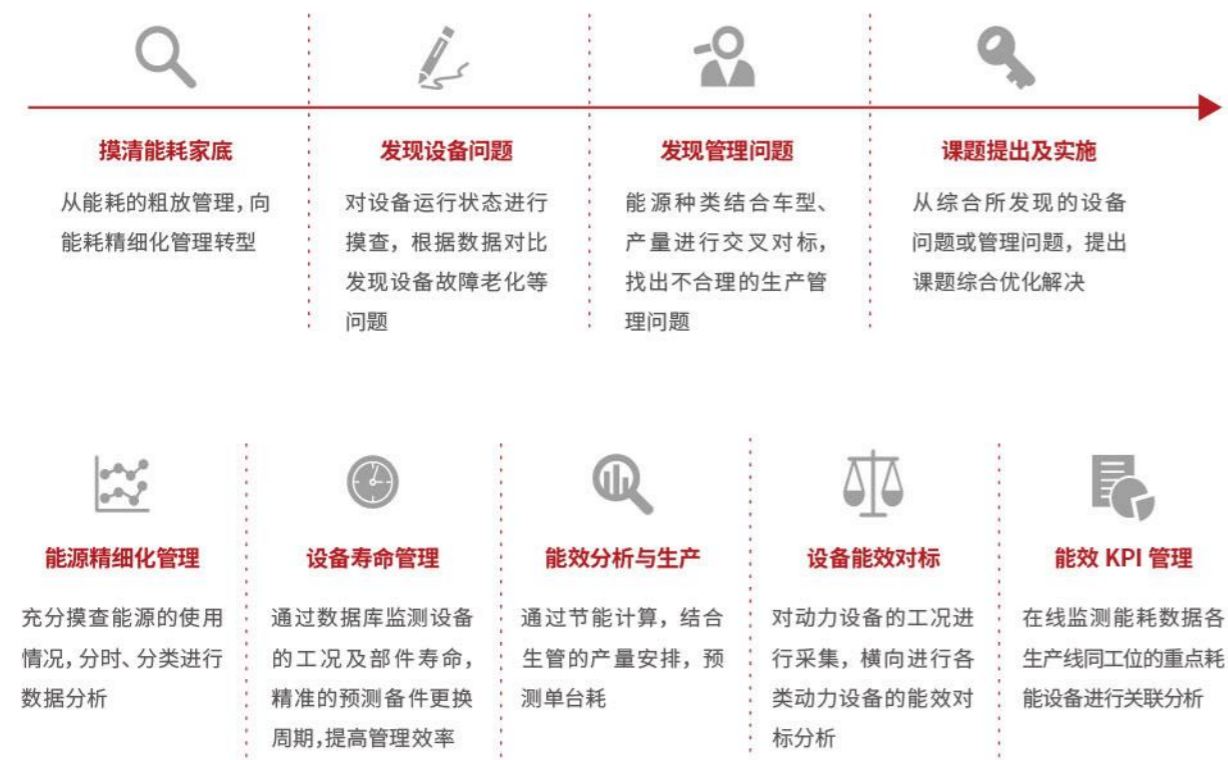 摸清能耗家底
从能耗的粗放管理，向
能耗精细化管理转型
发现设备问题
对设备运行状态进行
摸查，根据数据对比
发现设备故障老化等
问题
发现管理问题
能源种类结合车型、
产量进行交叉对标，
找出不合理的生产管
理问题
课题提出及实施
从综合所发现的设备
问题或管理问题，提出
课题综合优化解决
能源精细化管理
充分摸查能源的使用
情况，分时、分类进行
数据分析
设备寿命管理
通过数据库监测设备
的工况及部件寿命，
精准的预测备件更换
周期，提高管理效率
能效分析与生产
通过节能计算，结合
生管的产量安排，预
测单台耗
设备能效对标
对动力设备的工况进
行采集，横向进行各
类动力设备的能效对
标分析
能效 KPI 管理
在线监测能耗数据各
生产线同工位的重点耗
能设备进行关联分析